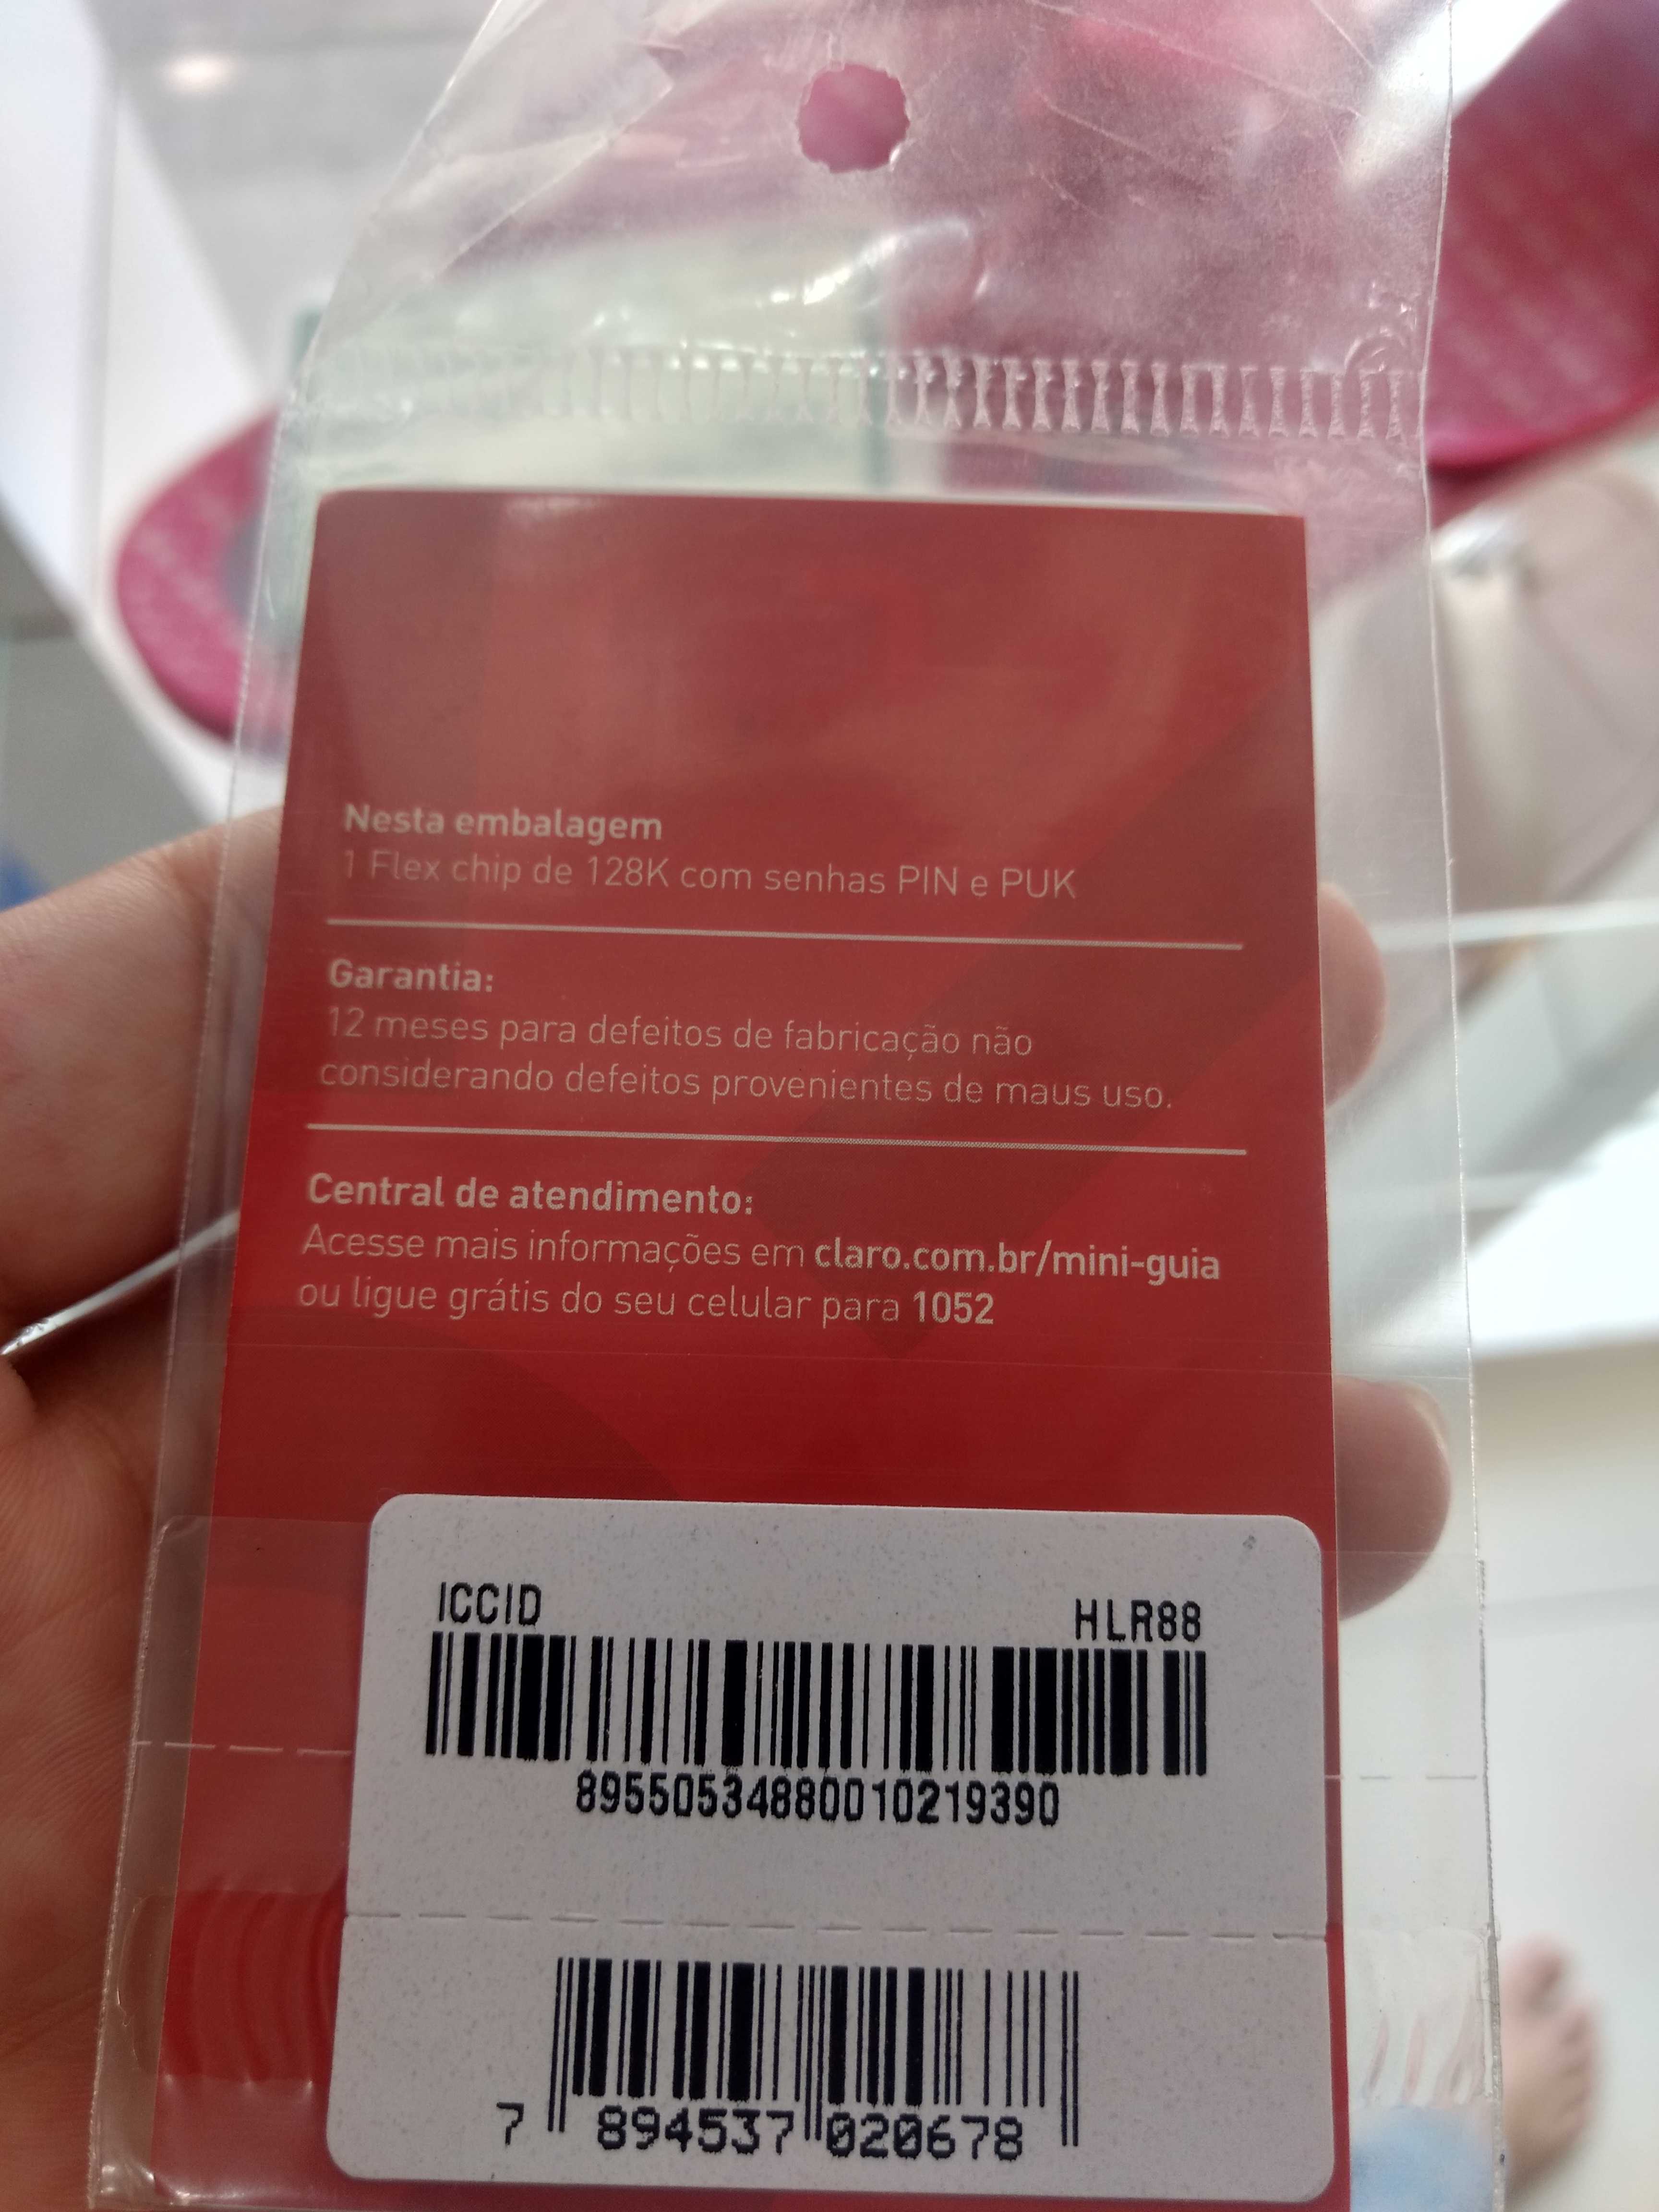 Nesta embalagem
1 Flex chip de 128K com senhas PIN e PUK
Garantia:
12 meses para defeitos de fabricação não
considerando defeitos provenientes de maus uso.
Central de atendimento:
Acesse mais informações em claro.com.br/mini-guia
ou ligue grátis do seu celular para 1052
ICCID HLR88
89550534880010219390
7 894537 020678